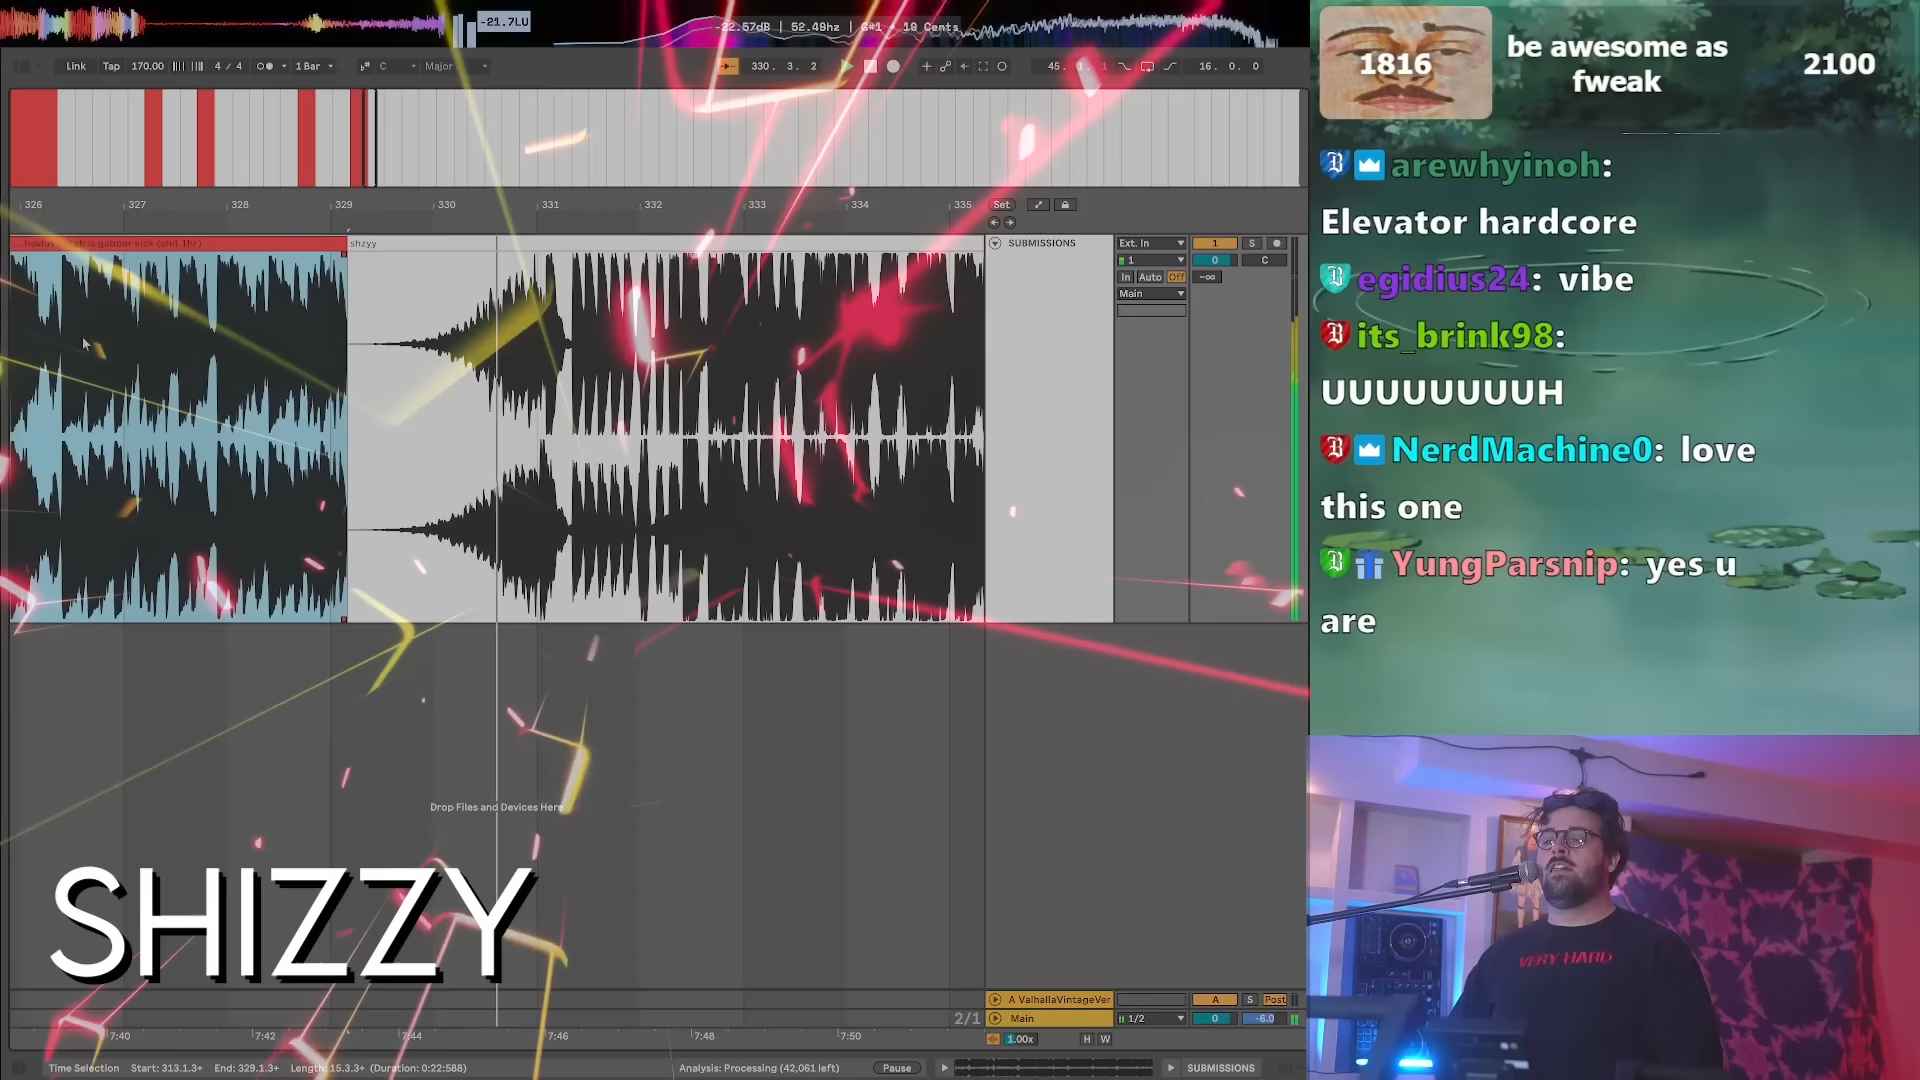 -21.7LU
-22.57dB | 52.49hz | G#1 + 19 Cents
Link Tap 170.00 4 / 4 1 Bar C Major 330. 3. 2 45. 1. 1 16. 0. 0
326 327 328 329 330 331 332 333 334 335 Set
is gabber kick (shit 1hr) shzyy
SUBMISSIONS Ext. In 1 S
1 0 C
In Auto Off -∞
Main
Drop Files and Devices Here
SHIZZY
A ValhallaVintageVer A S Post
2/1 Main 1/2 0 -6.0
7:40 7:42 7:44 7:46 7:48 7:50 1.00x H W
Time Selection Start: 313.1.3+ End: 329.1.3+ Length: 15.3.3+ (Duration: 0:22:588) Analysis: Processing (42,061 left) Pause SUBMISSIONS
1816 be awesome as fweak 2100
arewhyinoh:
Elevator hardcore
egidius24: vibe
its_brink98:
UUUUUUUUH
NerdMachine0: love
this one
YungParsnip: yes u
are
VERY HARD